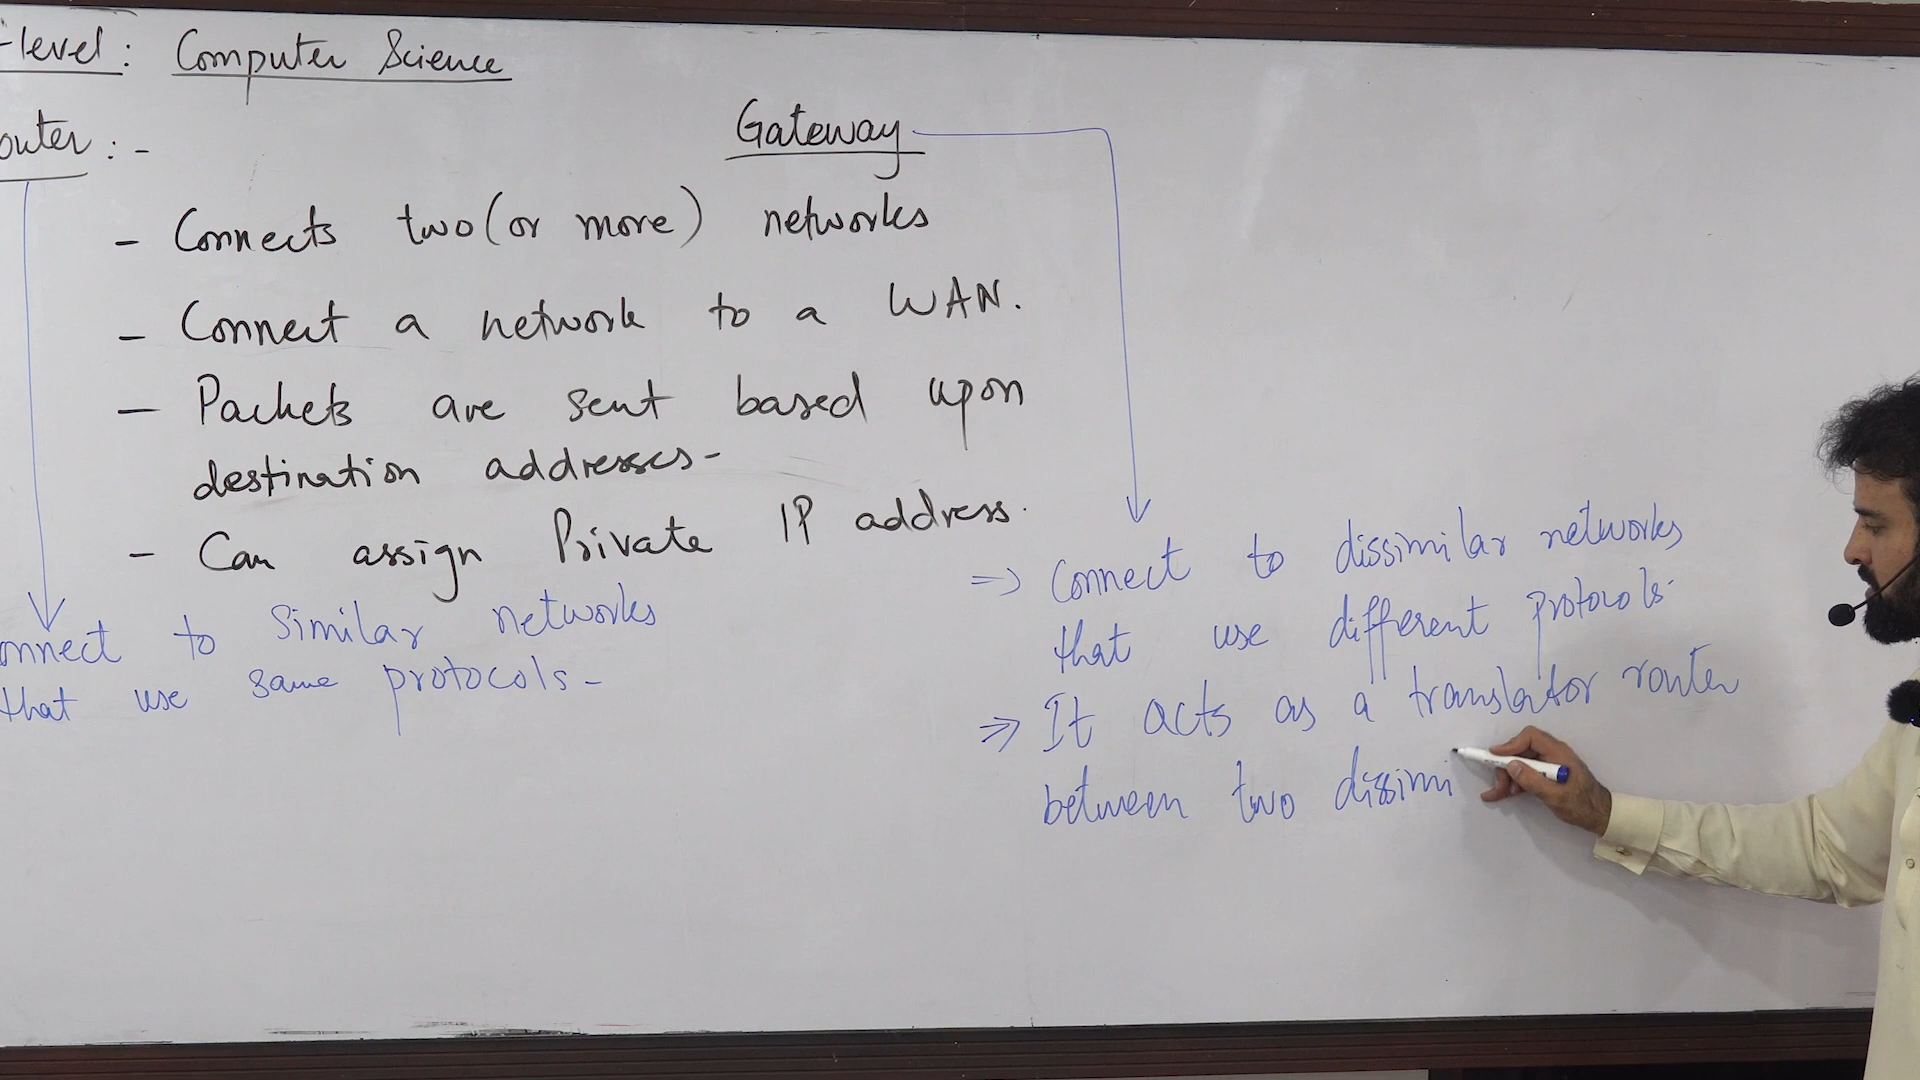 -level: Computer Science
outer :-
Gateway
- Connects two (or more) networks
- Connect a network to a WAN.
- Packets are sent based upon
destination addresses-
- Can assign Private IP address.
onnect to similar networks
that use same protocols-
=> Connect to dissimilar networks
that use different protocols.
=> It acts as a translator router
between two dissimi